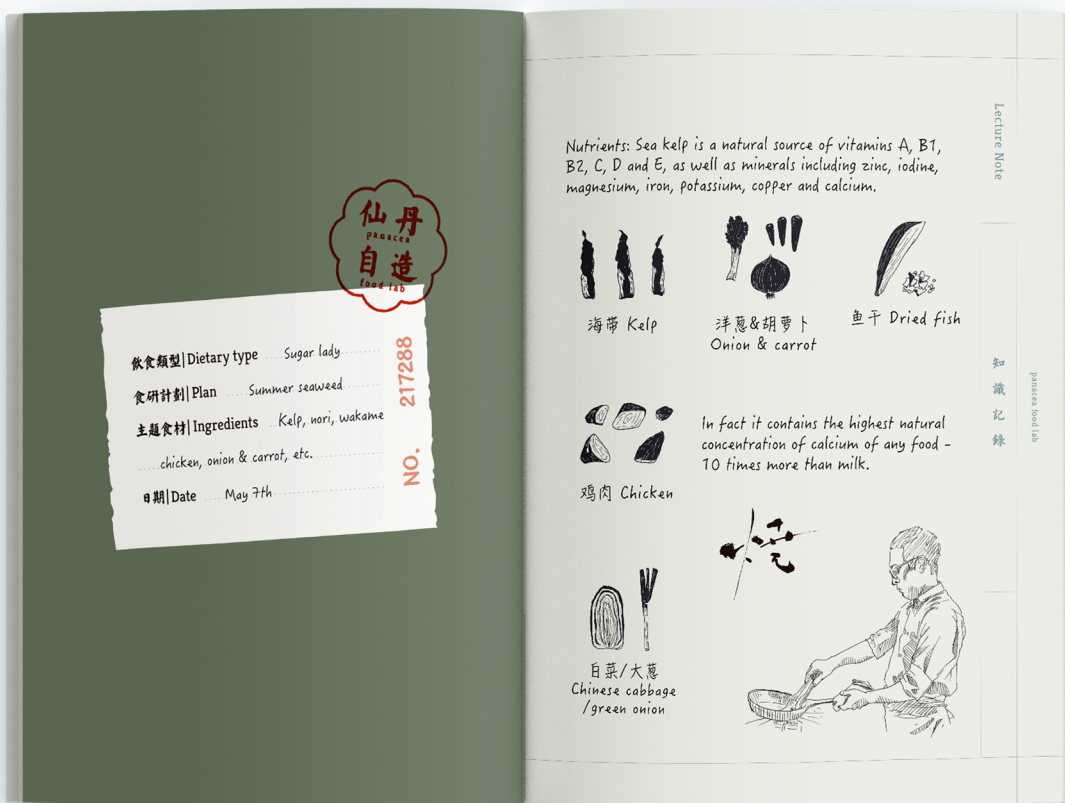 仙丹
panacea
自造
food lab
飲食類型|Dietary type Sugar lady
食研計劃|Plan Summer seaweed
主題食材|Ingredients Kelp, nori, wakame
chicken, onion & carrot, etc.
日期|Date May 7th
NO. 217288
Nutrients: Sea kelp is a natural source of vitamins A, B1,
B2, C, D and E, as well as minerals including zinc, iodine,
magnesium, iron, potassium, copper and calcium.
海带 Kelp
洋葱&胡萝卜
Onion & carrot
鱼干 Dried fish
鸡肉 Chicken
In fact it contains the highest natural
concentration of calcium of any food -
10 times more than milk.
燒
白菜/大葱
Chinese cabbage
/green onion
Lecture Note
知識記錄
panacea food lab